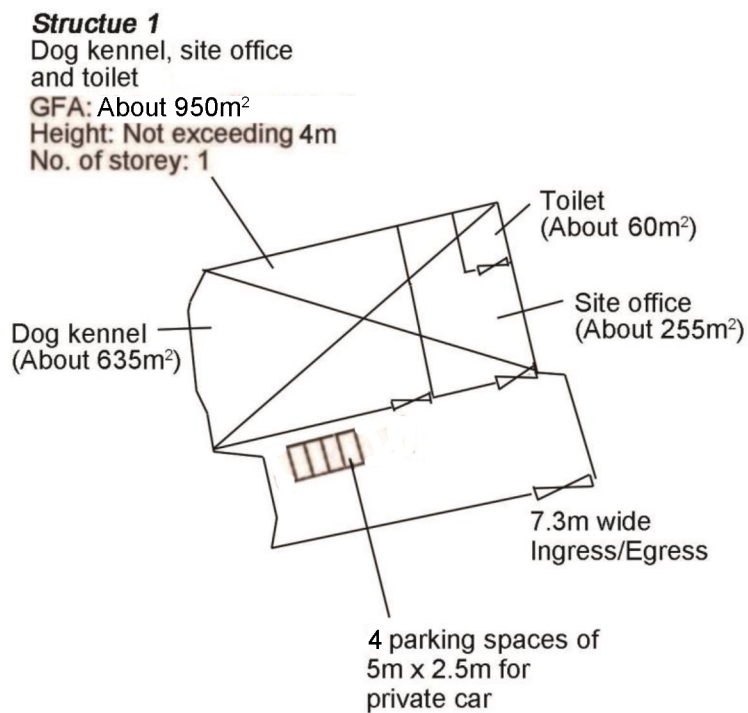 Structue 1
Dog kennel, site office
and toilet
GFA: About 950m²
Height: Not exceeding 4m
No. of storey: 1
Toilet
(About 60m²)
Site office
(About 255m²)
Dog kennel
(About 635m²)
7.3m wide
Ingress/Egress
4 parking spaces of
5m x 2.5m for
private car